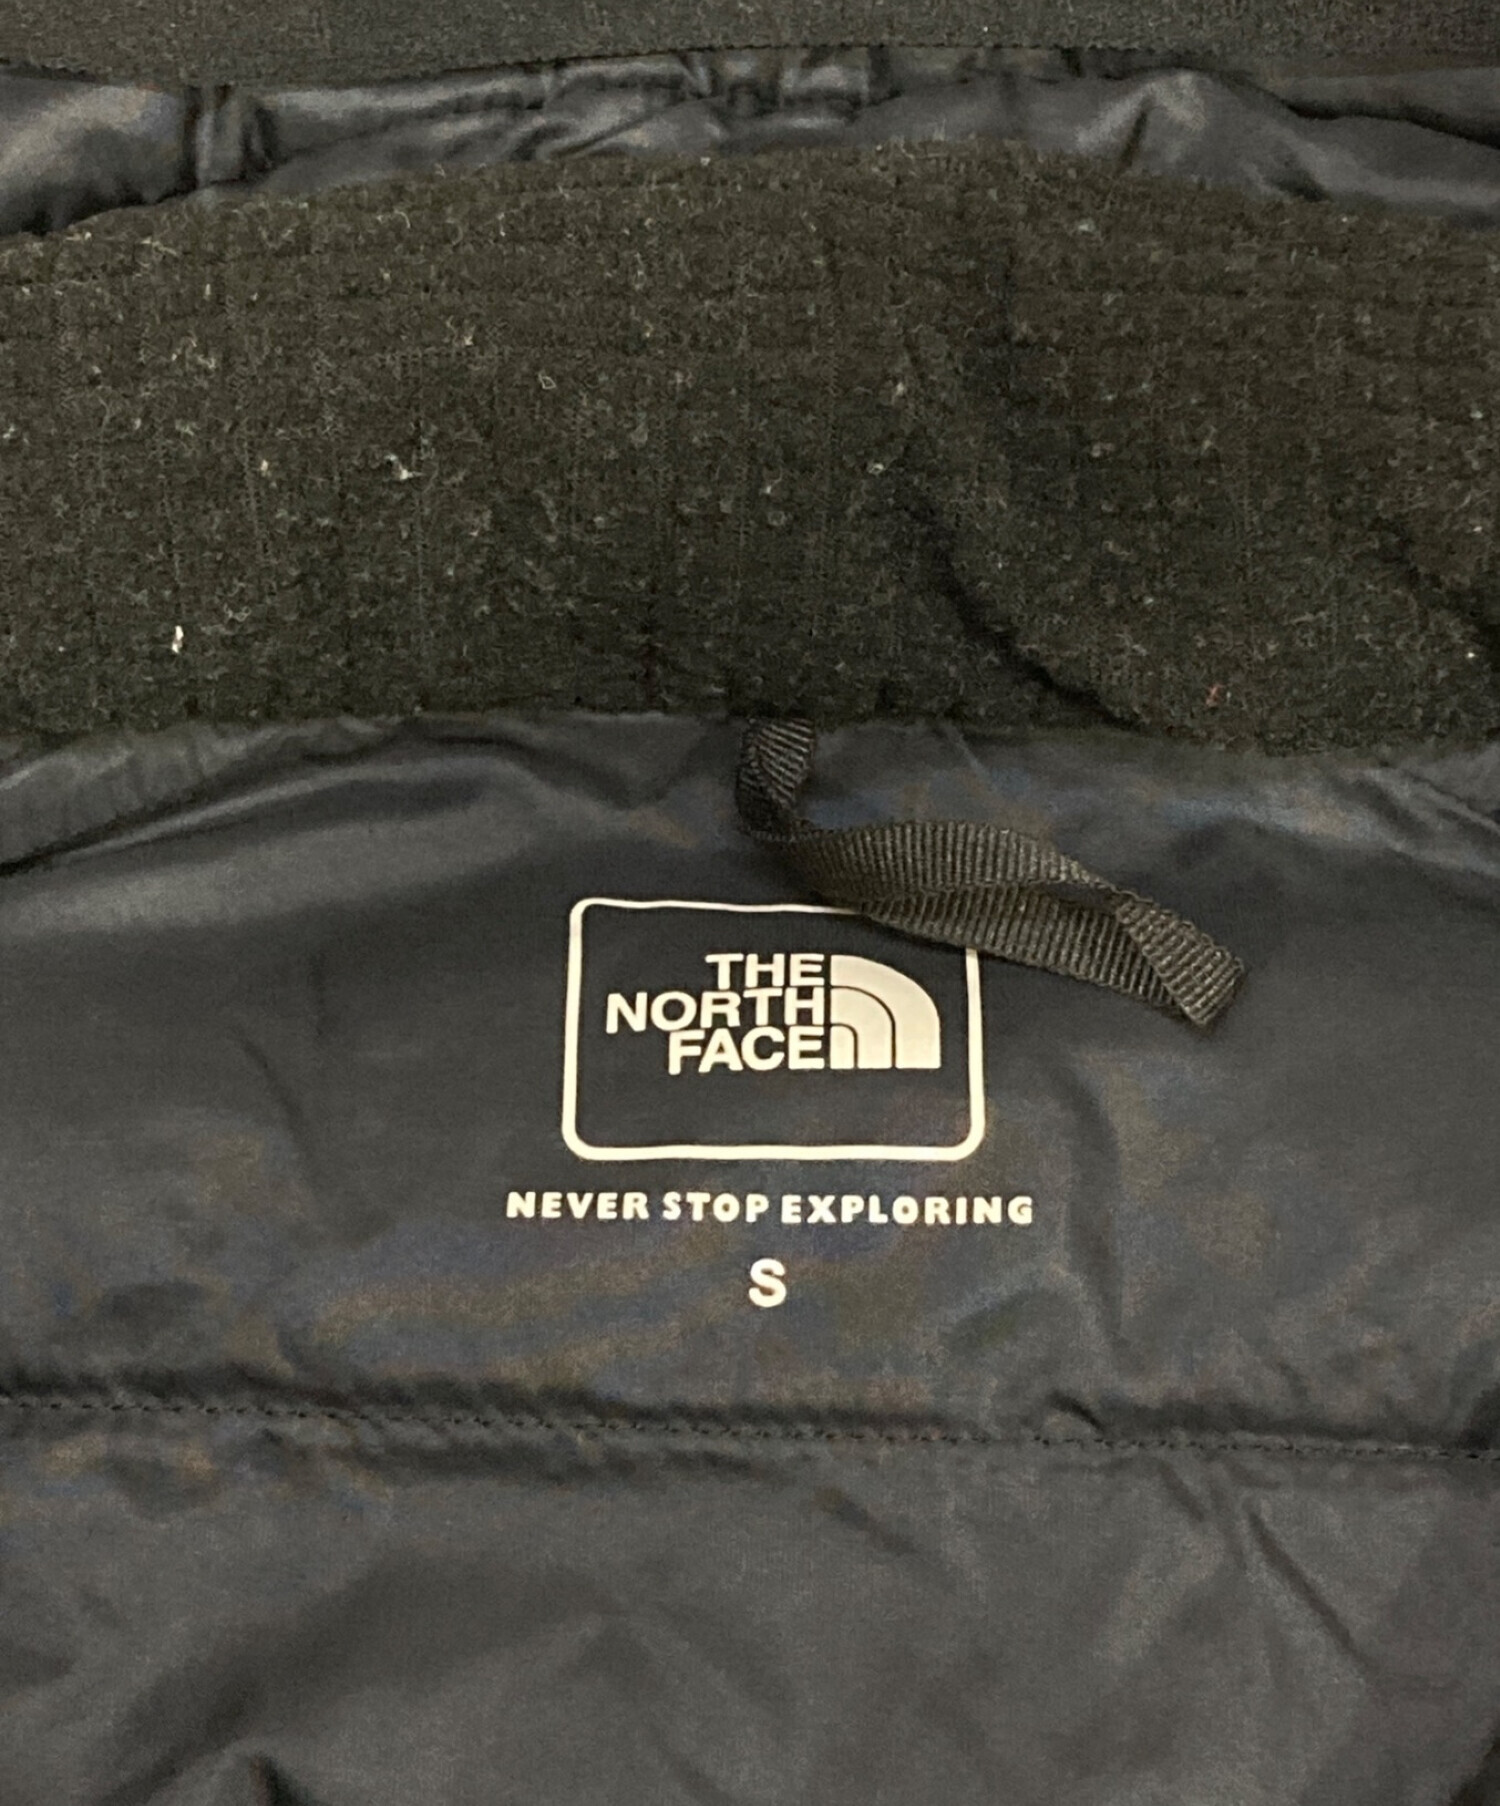 THE
NORTH
FACE
NEVER STOP EXPLORING
S